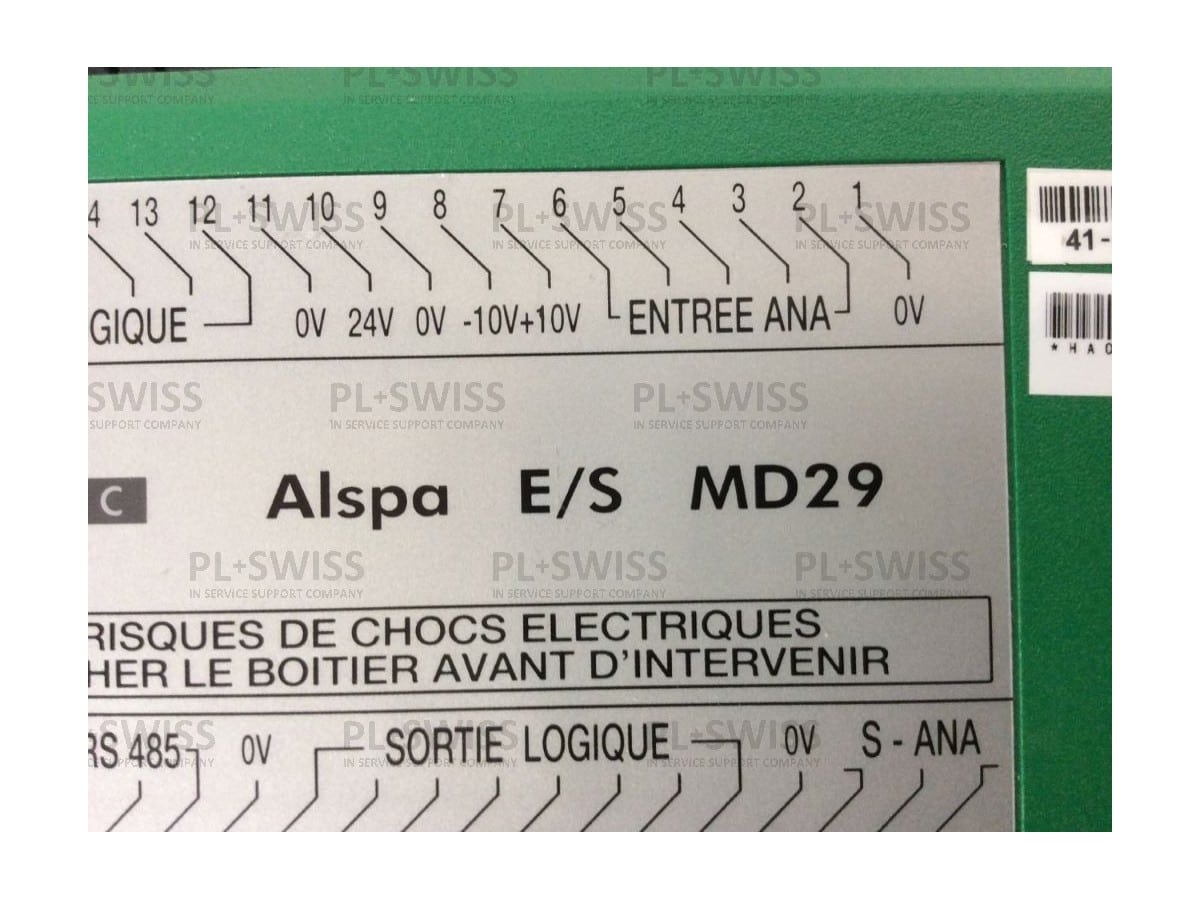 4 13 12 11 10 9 8 7 6 5 4 3 2 1
GIQUE 0V 24V 0V -10V+10V ENTREE ANA 0V
41-
*HA
C Alspa E/S MD29
RISQUES DE CHOCS ELECTRIQUES
HER LE BOITIER AVANT D'INTERVENIR
RS 485 0V SORTIE LOGIQUE 0V S - ANA
PL+SWISS
IN SERVICE SUPPORT COMPANY